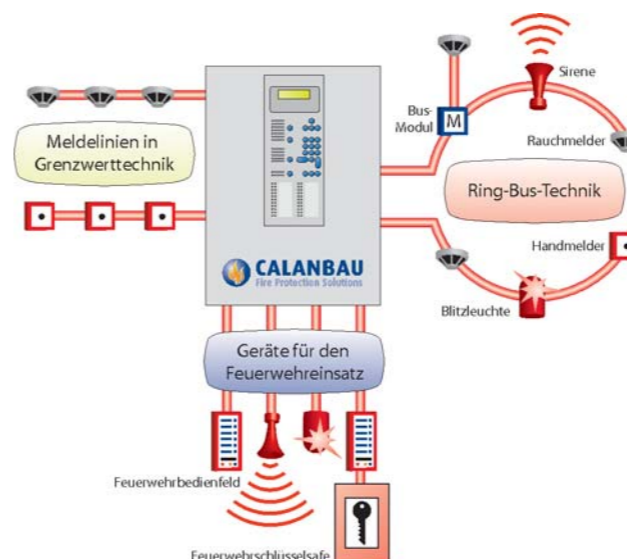 Sirene
Bus-
Modul
M
Rauchmelder
Meldelinien in
Grenzwerttechnik
Ring-Bus-Technik
Handmelder
CALANBAU
Fire Protection Solutions
Blitzleuchte
Geräte für den
Feuerwehreinsatz
Feuerwehrbedienfeld
Feuerwehrschlüsselsafe